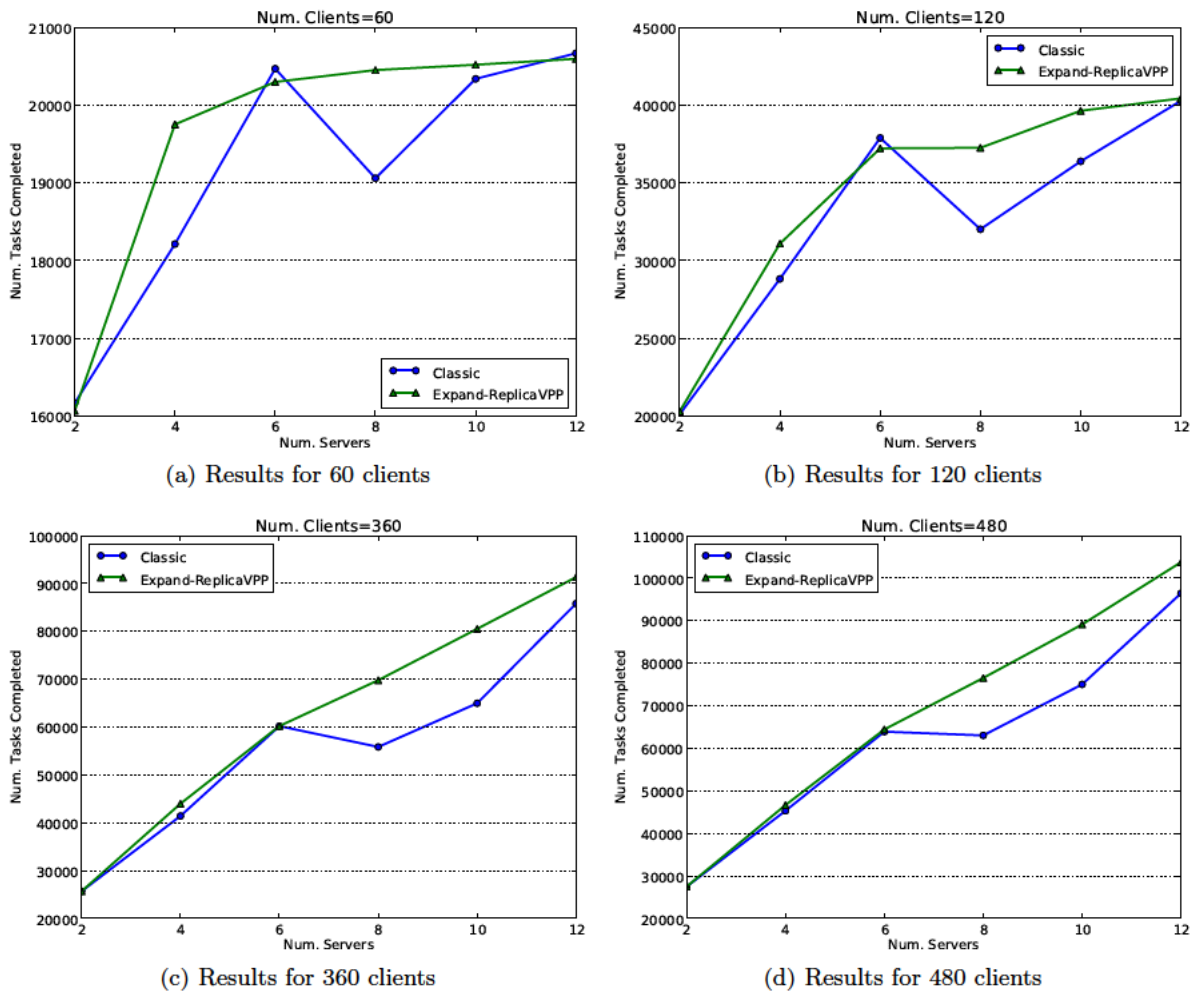 Num. Clients=60
21000
20000
19000
18000
17000
16000
Num. Tasks Completed
Classic
Expand-ReplicaVPP
2 4 6 8 10 12
Num. Servers
(a) Results for 60 clients
Num. Clients=120
45000
40000
35000
30000
25000
20000
Num. Tasks Completed
Classic
Expand-ReplicaVPP
2 4 6 8 10 12
Num. Servers
(b) Results for 120 clients
Num. Clients=360
100000
90000
80000
70000
60000
50000
40000
30000
20000
Num. Tasks Completed
Classic
Expand-ReplicaVPP
2 4 6 8 10 12
Num. Servers
(c) Results for 360 clients
Num. Clients=480
110000
100000
90000
80000
70000
60000
50000
40000
30000
20000
Num. Tasks Completed
Classic
Expand-ReplicaVPP
2 4 6 8 10 12
Num. Servers
(d) Results for 480 clients